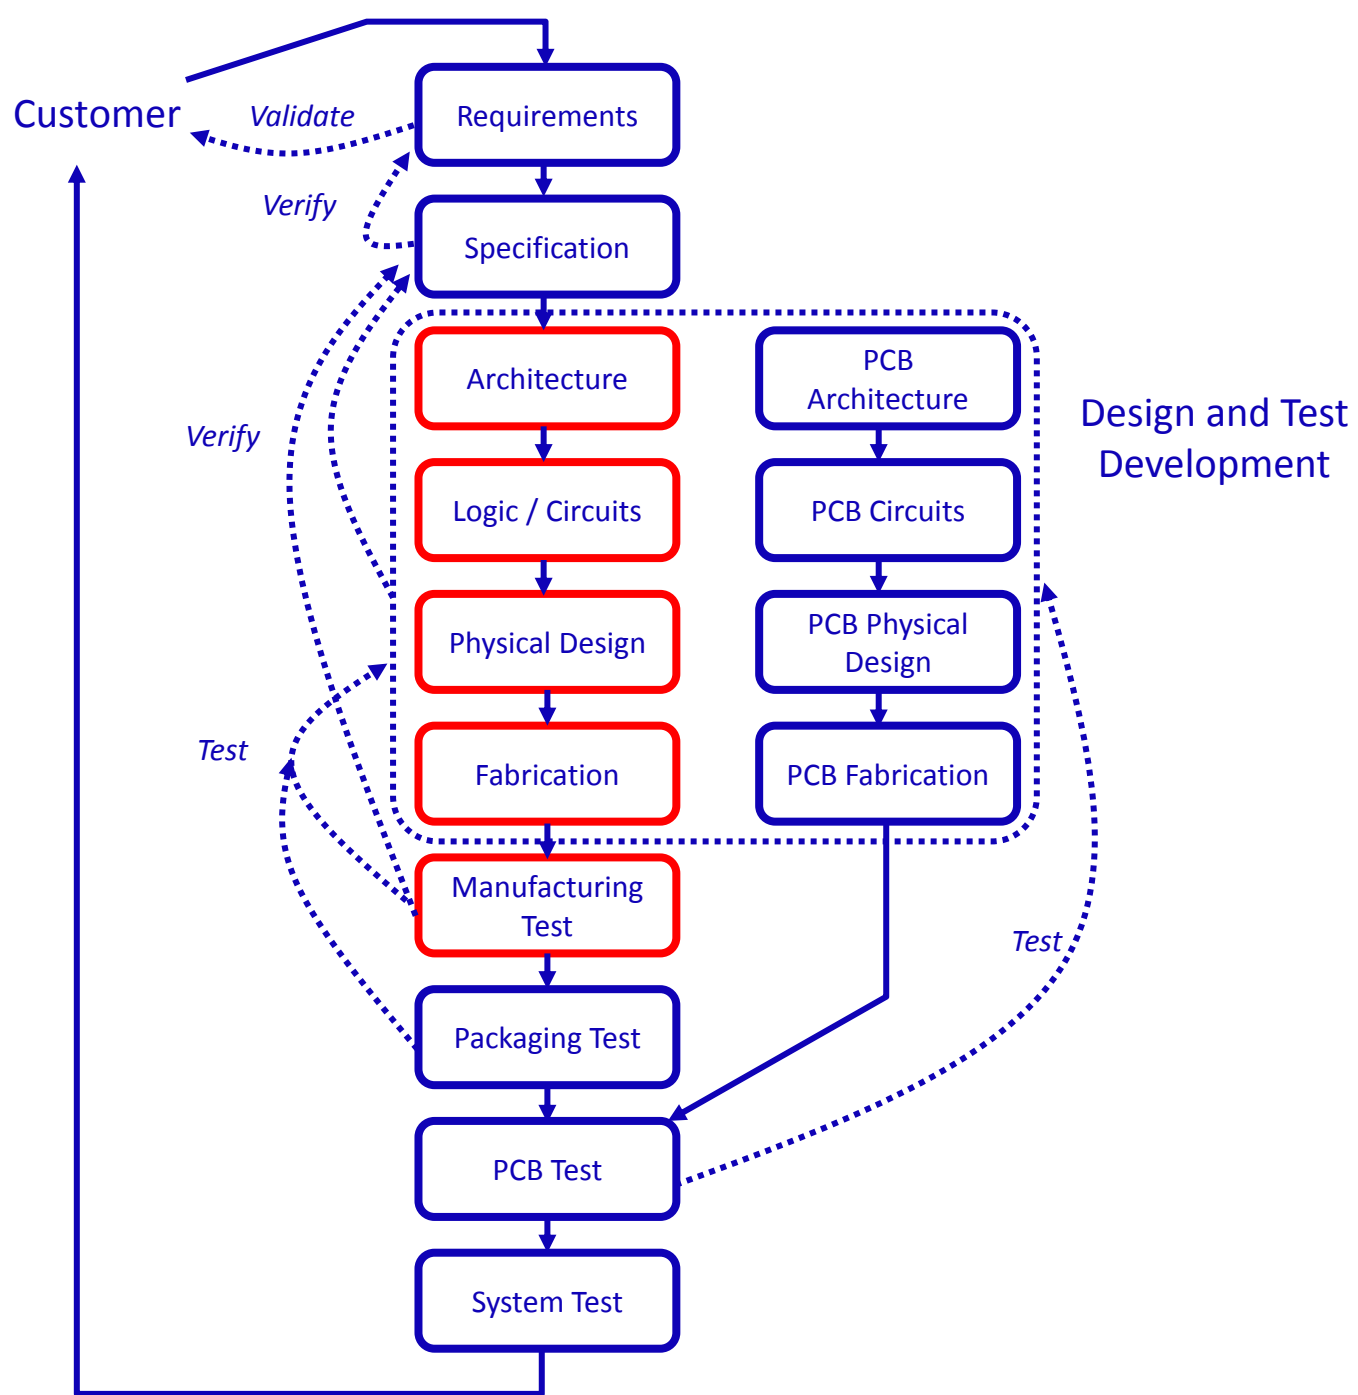 Customer
Validate
Requirements
Verify
Specification
Architecture
PCB
Architecture
Design and Test
Development
Verify
Logic / Circuits
PCB Circuits
Physical Design
PCB Physical
Design
Test
Fabrication
PCB Fabrication
Manufacturing
Test
Test
Packaging Test
PCB Test
System Test